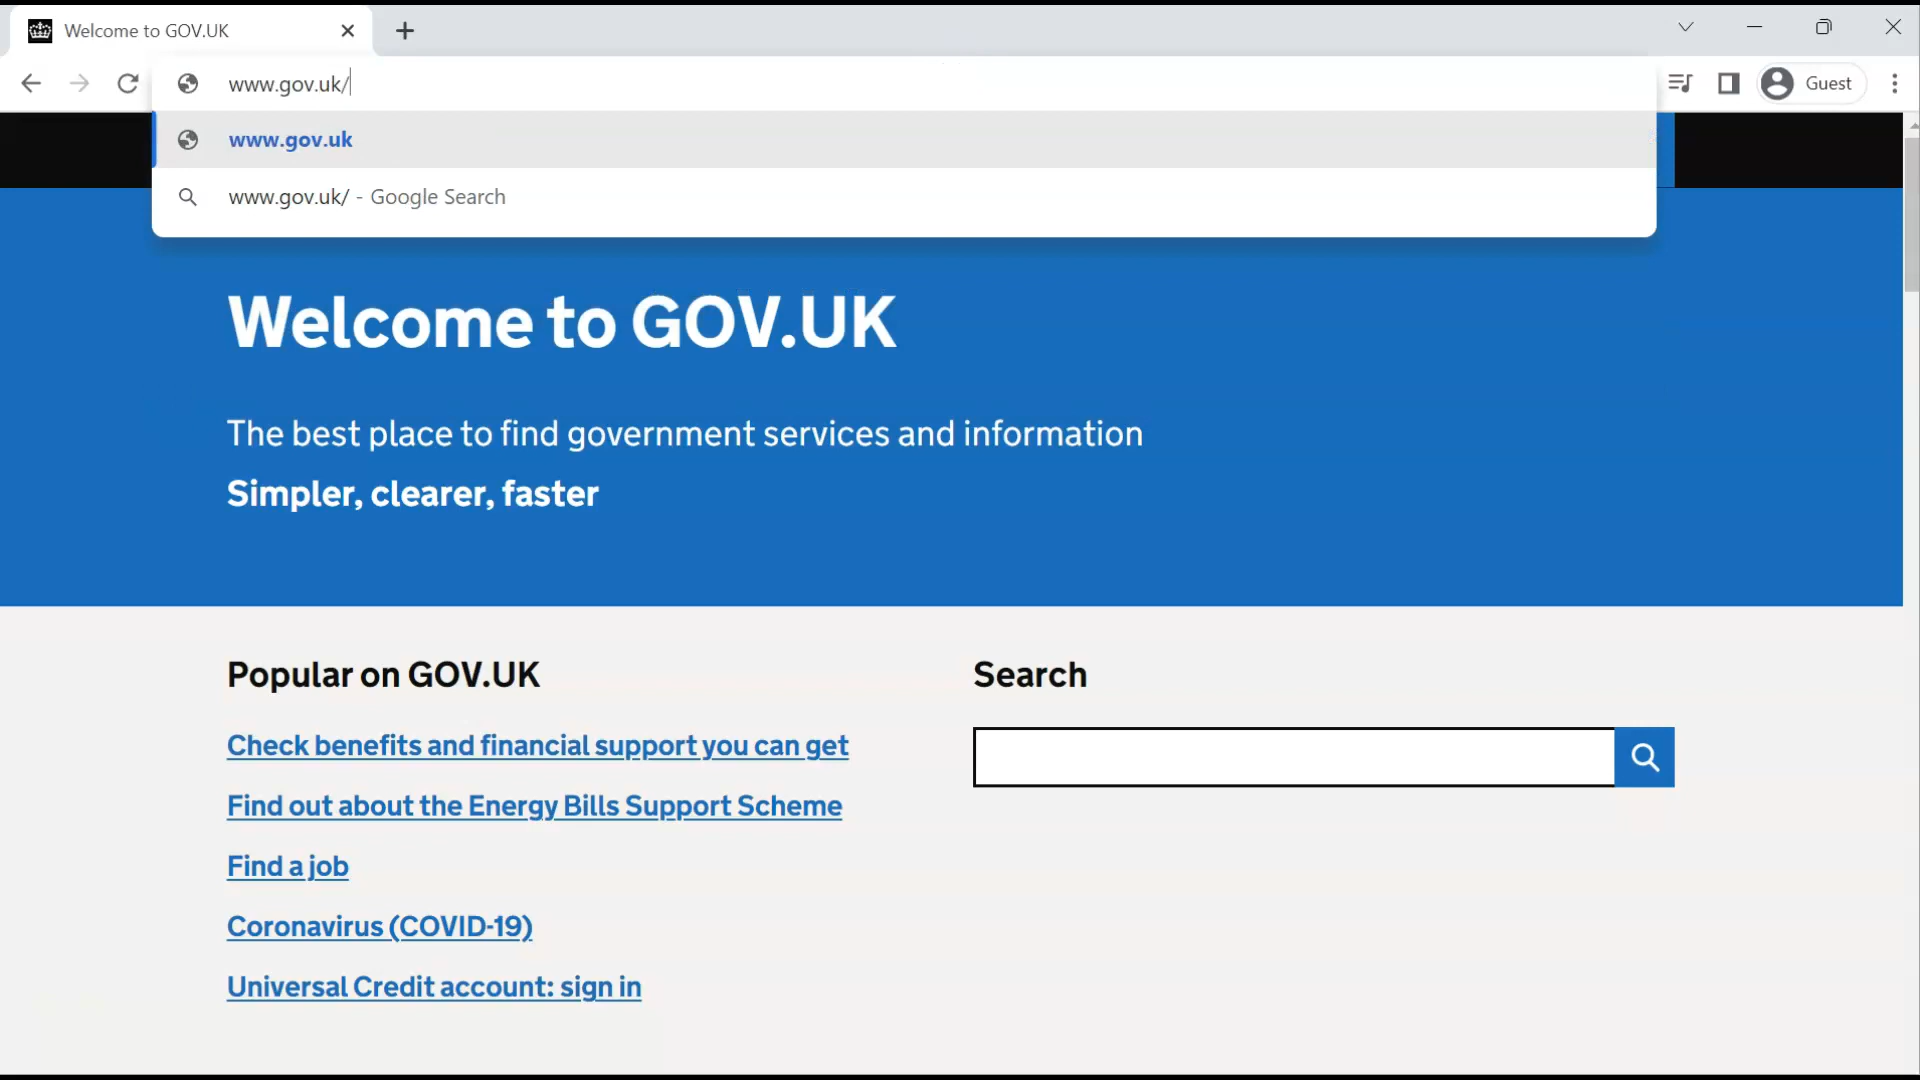 Welcome to GOV.UK
www.gov.uk/
Guest
www.gov.uk
www.gov.uk/ - Google Search
Welcome to GOV.UK
The best place to find government services and information
Simpler, clearer, faster
Popular on GOV.UK
Check benefits and financial support you can get
Find out about the Energy Bills Support Scheme
Find a job
Coronavirus (COVID-19)
Universal Credit account: sign in
Search